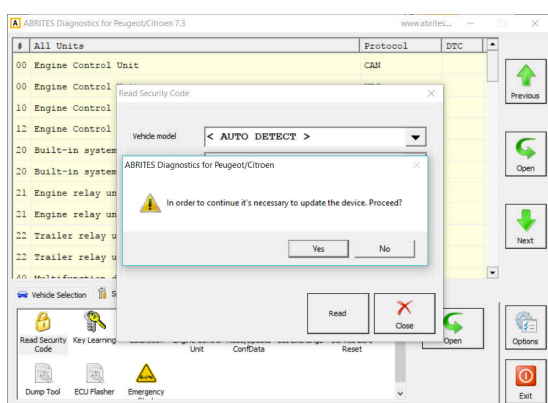 A ABRITES Diagnostics for Peugeot/Citroen 7.3 www.abrites...
# All Units Protocol DTC
00 Engine Control Unit CAN
00 Engine Control
10 Engine Control
12 Engine Control
20 Built-in system
20 Built-in system
21 Engine relay un
21 Engine relay un
22 Trailer relay u
22 Trailer relay u
Previous
Open
Next
Read Security Code
Vehicle model < AUTO DETECT >
ABRITES Diagnostics for Peugeot/Citroen
In order to continue it's necessary to update the device. Proceed?
Yes No
Read
Close
Vehicle Selection S
Read Security Code
Key Learning
Unit
ConfData
Reset
Open
Options
Dump Tool
ECU Flasher
Emergency
Exit